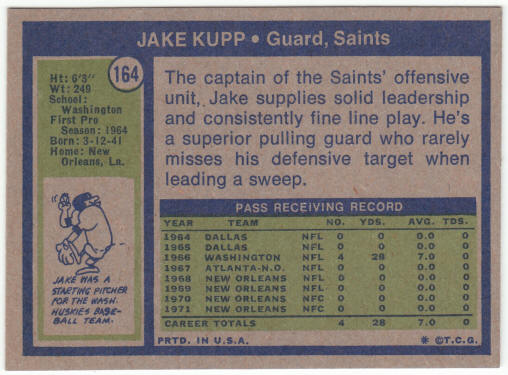 JAKE KUPP • Guard, Saints
164
Ht: 6'3"
Wt: 249
School:
Washington
First Pro
Season: 1964
Born: 3-12-41
Home: New
Orleans, La.
JAKE WAS A
STARTING PITCHER
FOR THE WASH.
HUSKIES BASE-
BALL TEAM.
The captain of the Saints' offensive
unit, Jake supplies solid leadership
and consistently fine line play. He's
a superior pulling guard who rarely
misses his defensive target when
leading a sweep.
PASS RECEIVING RECORD
YEAR TEAM NO. YDS. AVG. TDS.
1964 DALLAS NFL 0 0 0.0 0
1965 DALLAS NFL 0 0 0.0 0
1966 WASHINGTON NFL 4 28 7.0 0
1967 ATLANTA-N.O. NFL 0 0 0.0 0
1968 NEW ORLEANS NFL 0 0 0.0 0
1969 NEW ORLEANS NFL 0 0 0.0 0
1970 NEW ORLEANS NFC 0 0 0.0 0
1971 NEW ORLEANS NFC 0 0 0.0 0
CAREER TOTALS 4 28 7.0 0
PRTD. IN U.S.A. * ©T.C.G.